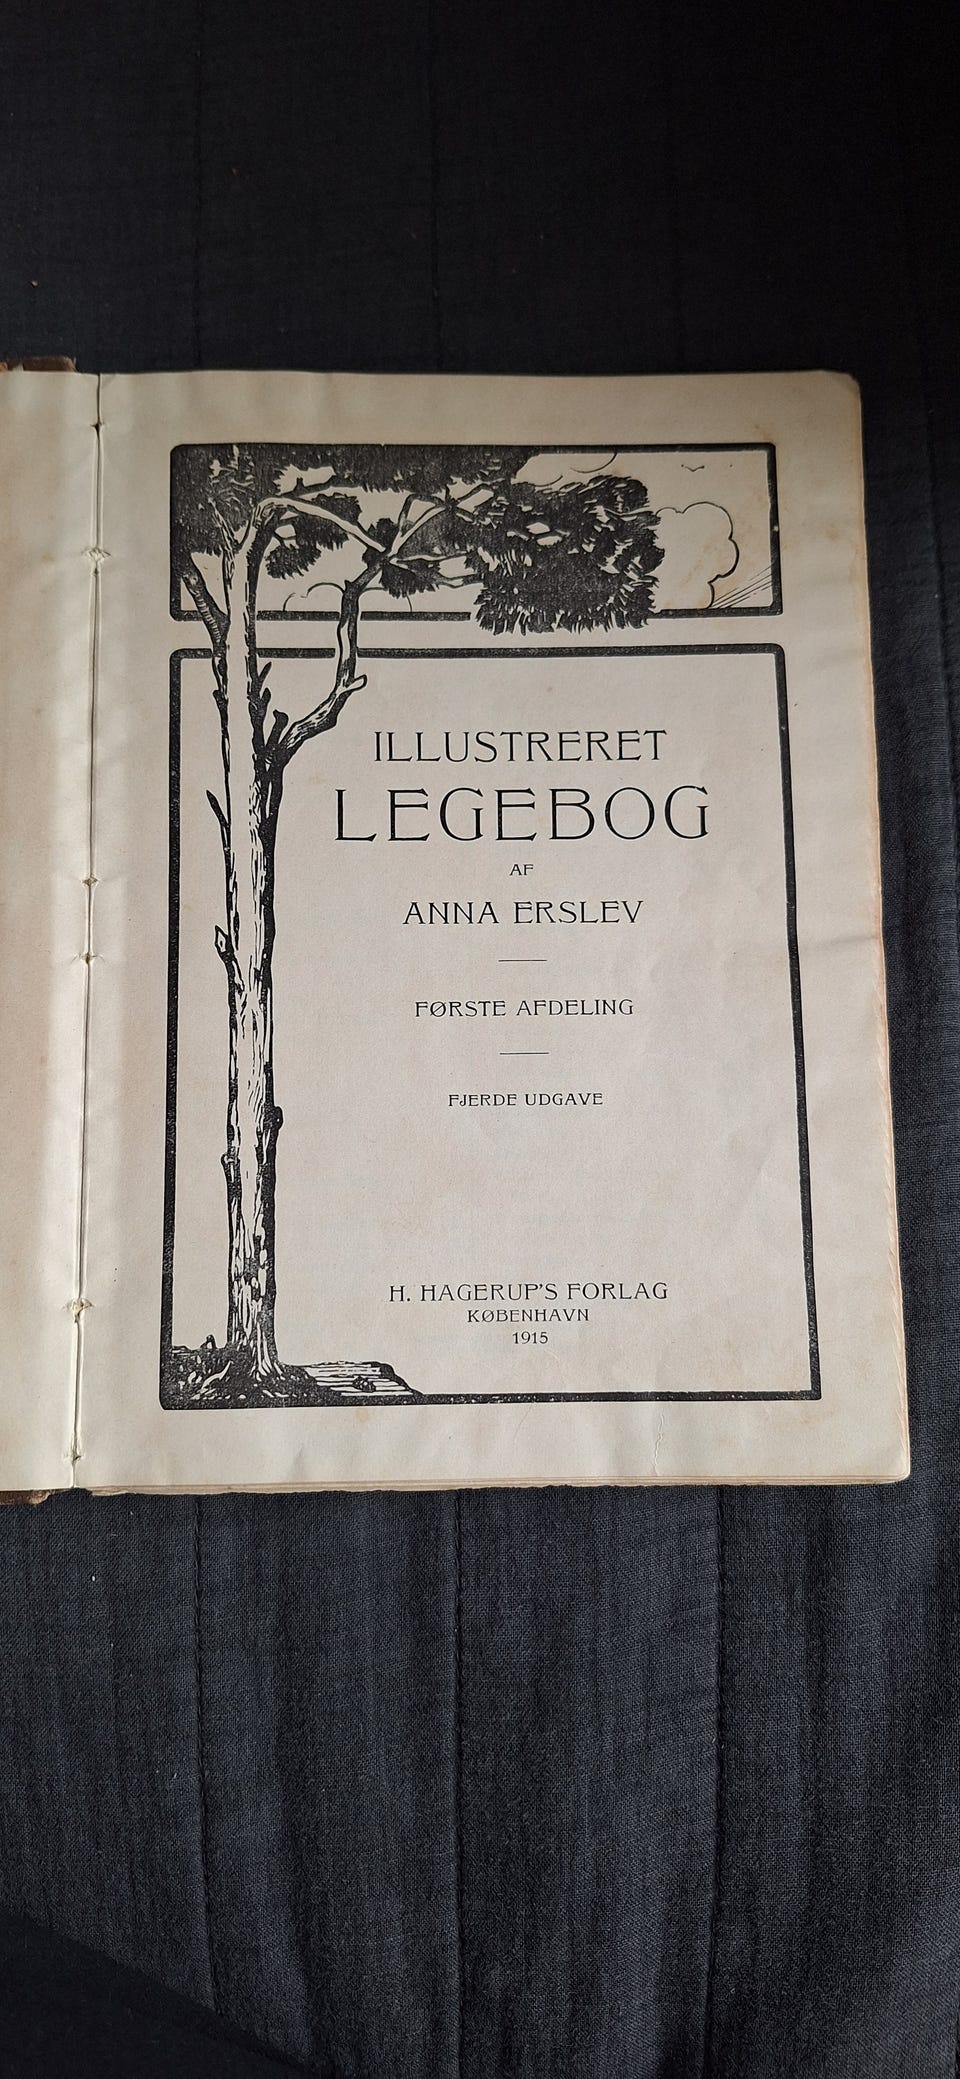 ILLUSTRERET
LEGEBOG
AF
ANNA ERSLEV
FØRSTE AFDELING
FJERDE UDGAVE
H. HAGERUP'S FORLAG
KØBENHAVN
1915